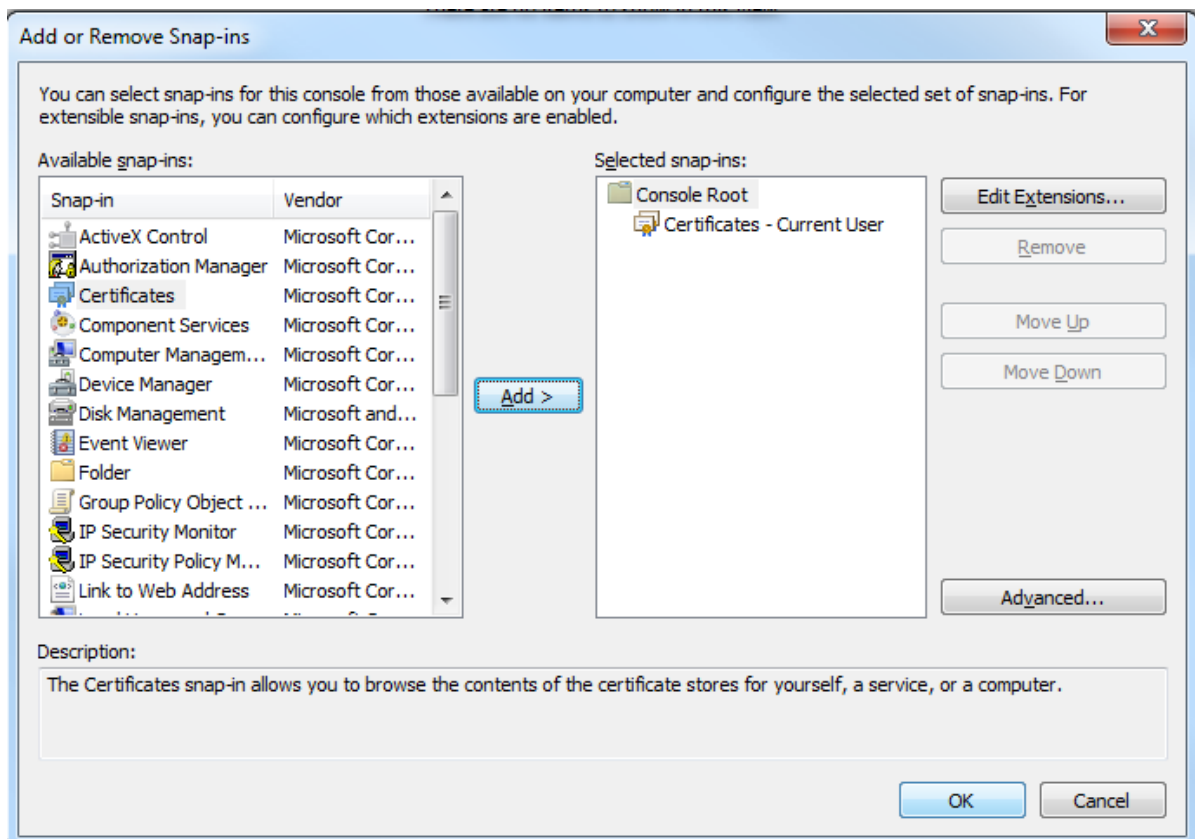 Add or Remove Snap-ins
You can select snap-ins for this console from those available on your computer and configure the selected set of snap-ins. For
extensible snap-ins, you can configure which extensions are enabled.
Available snap-ins:
Selected snap-ins:
Snap-in Vendor
ActiveX Control Microsoft Cor...
Authorization Manager Microsoft Cor...
Certificates Microsoft Cor...
Component Services Microsoft Cor...
Computer Managem... Microsoft Cor...
Device Manager Microsoft Cor...
Disk Management Microsoft and...
Event Viewer Microsoft Cor...
Folder Microsoft Cor...
Group Policy Object ... Microsoft Cor...
IP Security Monitor Microsoft Cor...
IP Security Policy M... Microsoft Cor...
Link to Web Address Microsoft Cor...
Add >
Console Root
Certificates - Current User
Edit Extensions...
Remove
Move Up
Move Down
Advanced...
Description:
The Certificates snap-in allows you to browse the contents of the certificate stores for yourself, a service, or a computer.
OK
Cancel